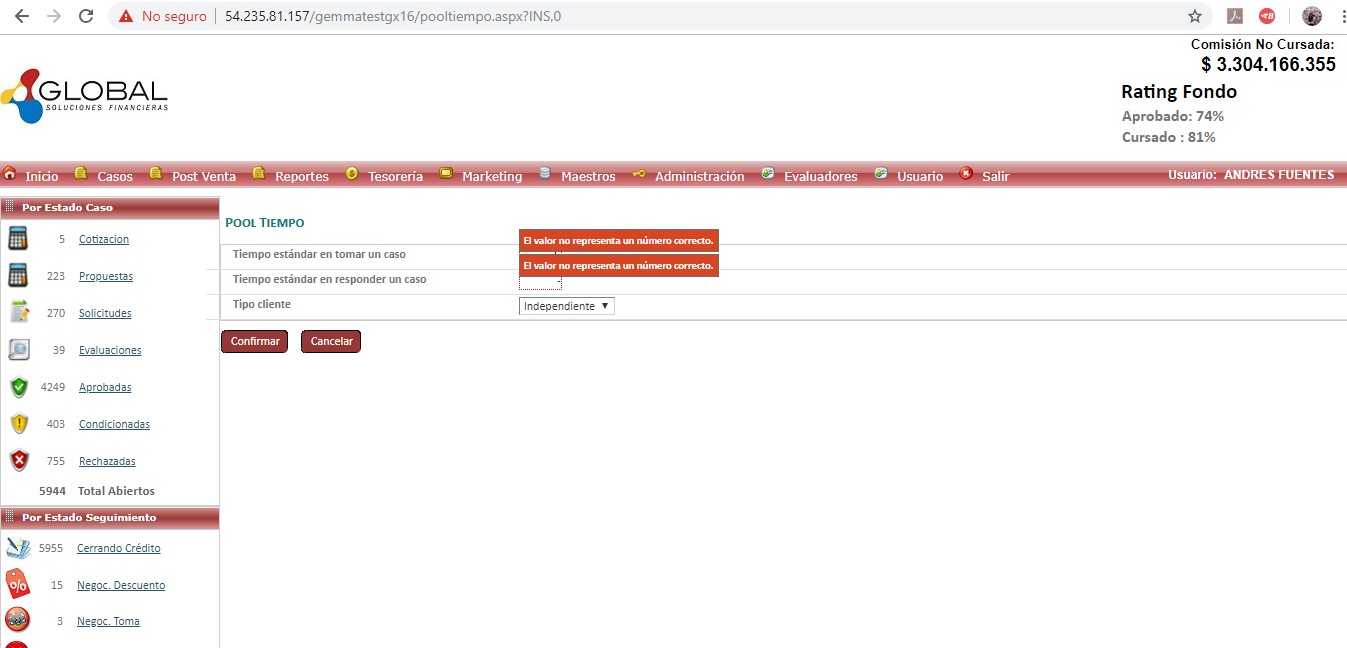 No seguro
54.235.81.157/gemmatestgx16/pooltiempo.aspx?INS,0
Comisión No Cursada:
$ 3.304.166.355
Rating Fondo
Aprobado: 74%
Cursado : 81%
GLOBAL
SOLUCIONES FINANCIERAS
Inicio Casos Post Venta Reportes Tesorería Marketing Maestros Administración Evaluadores Usuario Salir Usuario: ANDRES FUENTES
Por Estado Caso
5 Cotizacion
223 Propuestas
270 Solicitudes
39 Evaluaciones
4249 Aprobadas
403 Condicionadas
755 Rechazadas
5944 Total Abiertos
Por Estado Seguimiento
5955 Cerrando Crédito
15 Negoc. Descuento
3 Negoc. Toma
POOL TIEMPO
El valor no representa un número correcto.
Tiempo estándar en tomar un caso
El valor no representa un número correcto.
Tiempo estándar en responder un caso -
Tipo cliente Independiente
Confirmar Cancelar